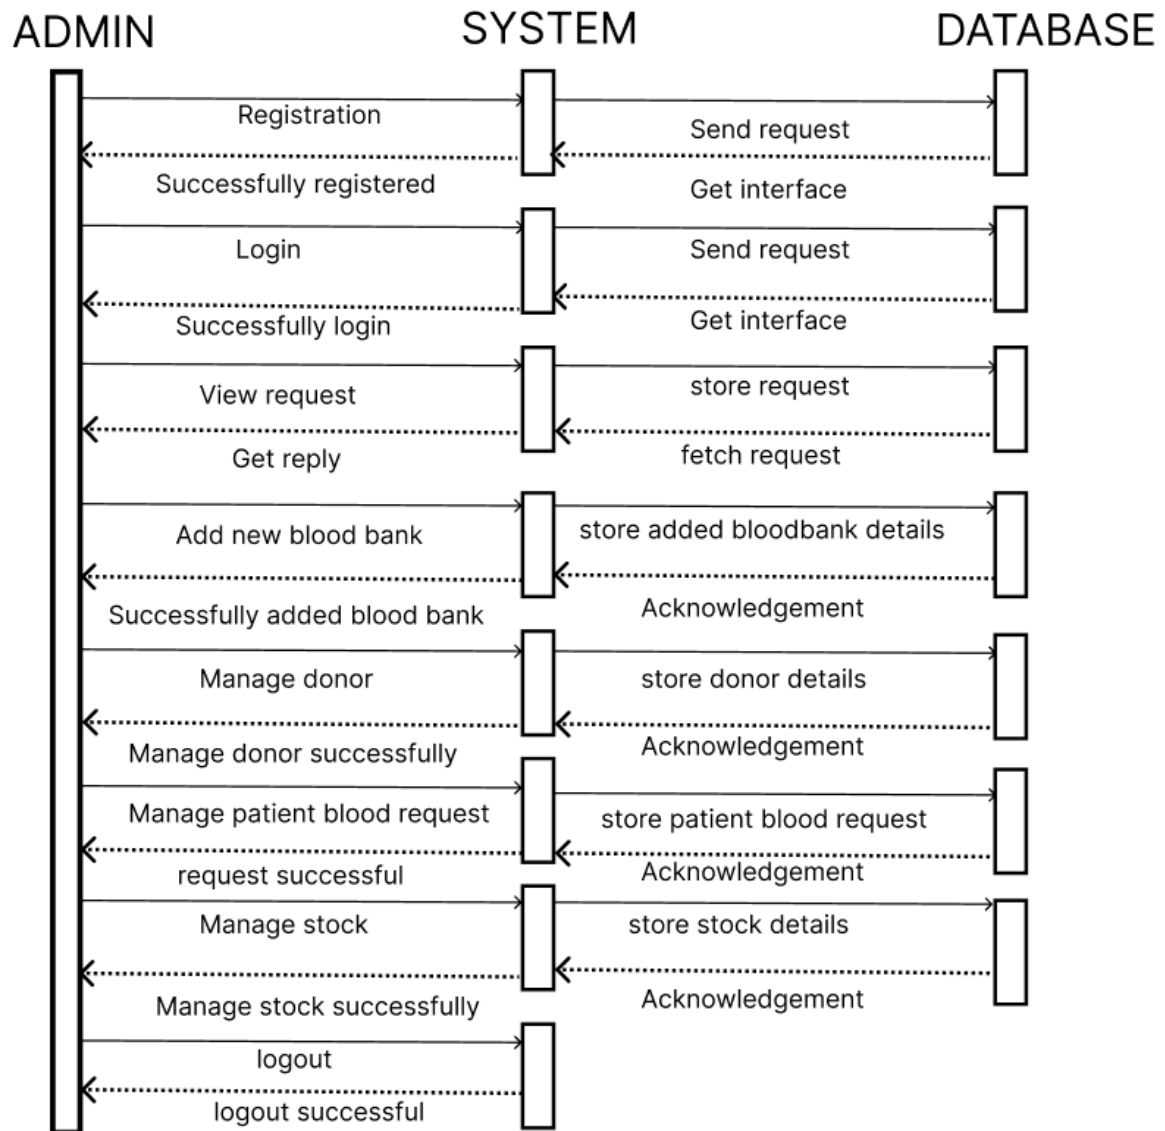 ADMIN
SYSTEM
DATABASE
Registration
Send request
Successfully registered
Get interface
Login
Send request
Successfully login
Get interface
View request
store request
Get reply
fetch request
Add new blood bank
store added bloodbank details
Successfully added blood bank
Acknowledgement
Manage donor
store donor details
Manage donor successfully
Acknowledgement
Manage patient blood request
store patient blood request
request successful
Acknowledgement
Manage stock
store stock details
Manage stock successfully
Acknowledgement
logout
logout successful